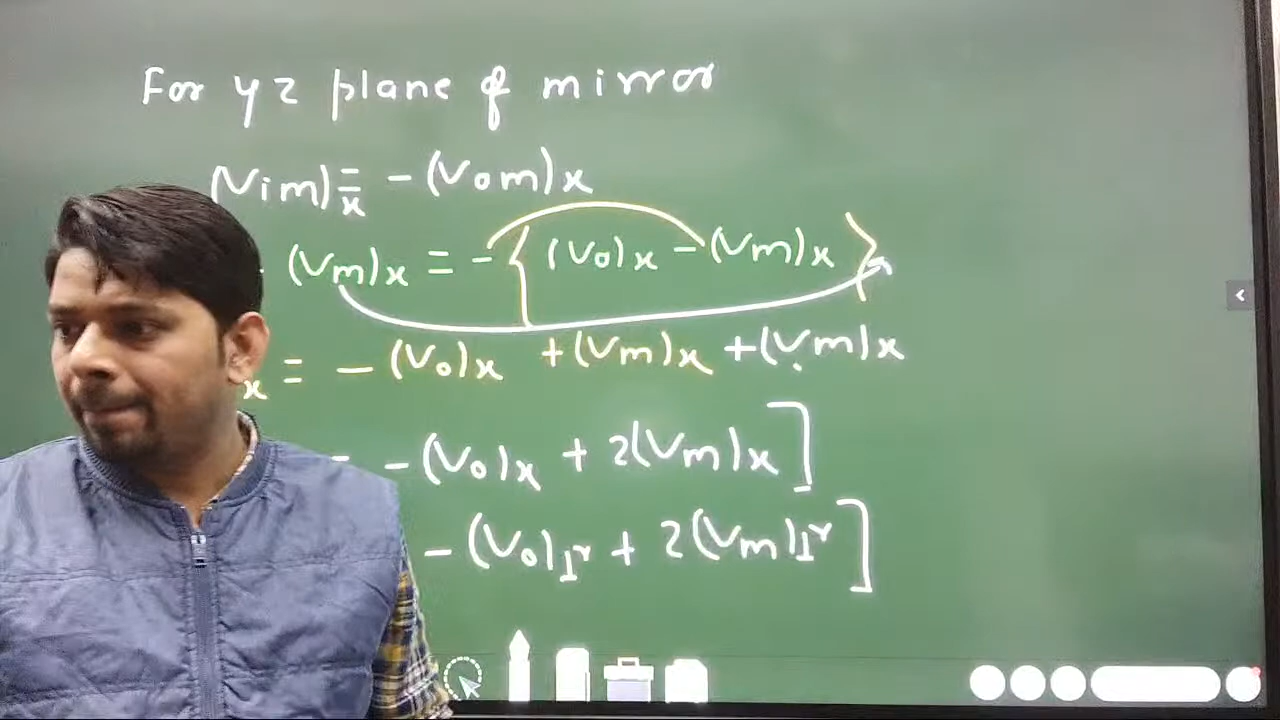 For yz plane of mirror
(Vim)x = -(Vom)x
(Vm)x = -{(Vo)x - (Vm)x}
x = -(Vo)x + (Vm)x + (Vm)x
= -(Vo)x + 2(Vm)x]
-(Vo)⊥r + 2(Vm)⊥r]